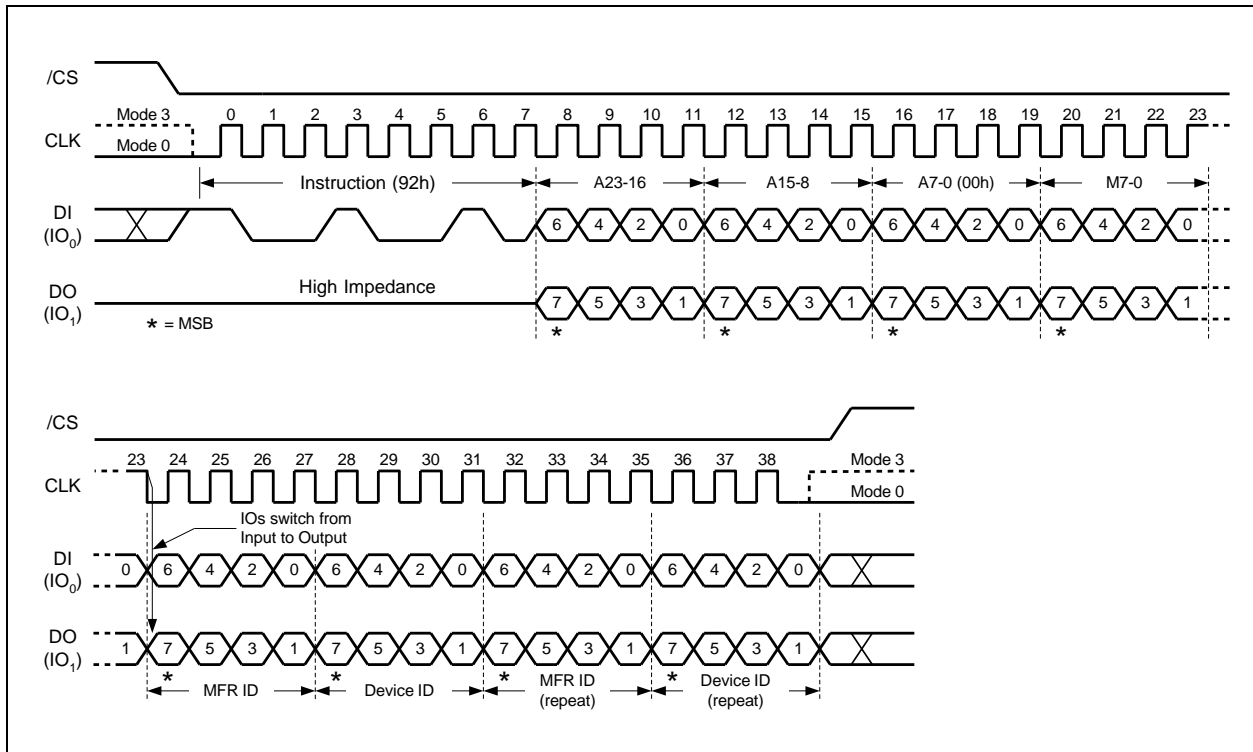 /CS
Mode 3 0 1 2 3 4 5 6 7 8 9 10 11 12 13 14 15 16 17 18 19 20 21 22 23
CLK
Mode 0
Instruction (92h) A23-16 A15-8 A7-0 (00h) M7-0
DI
(IO0) 6 4 2 0 6 4 2 0 6 4 2 0 6 4 2 0
High Impedance
DO
(IO1) 7 5 3 1 7 5 3 1 7 5 3 1 7 5 3 1
* = MSB * * * *
/CS
23 24 25 26 27 28 29 30 31 32 33 34 35 36 37 38 Mode 3
CLK
Mode 0
IOs switch from
Input to Output
DI
(IO0) 0 6 4 2 0 6 4 2 0 6 4 2 0 6 4 2 0
DO
(IO1) 1 7 5 3 1 7 5 3 1 7 5 3 1 7 5 3 1
* * * *
MFR ID Device ID MFR ID
(repeat) Device ID
(repeat)